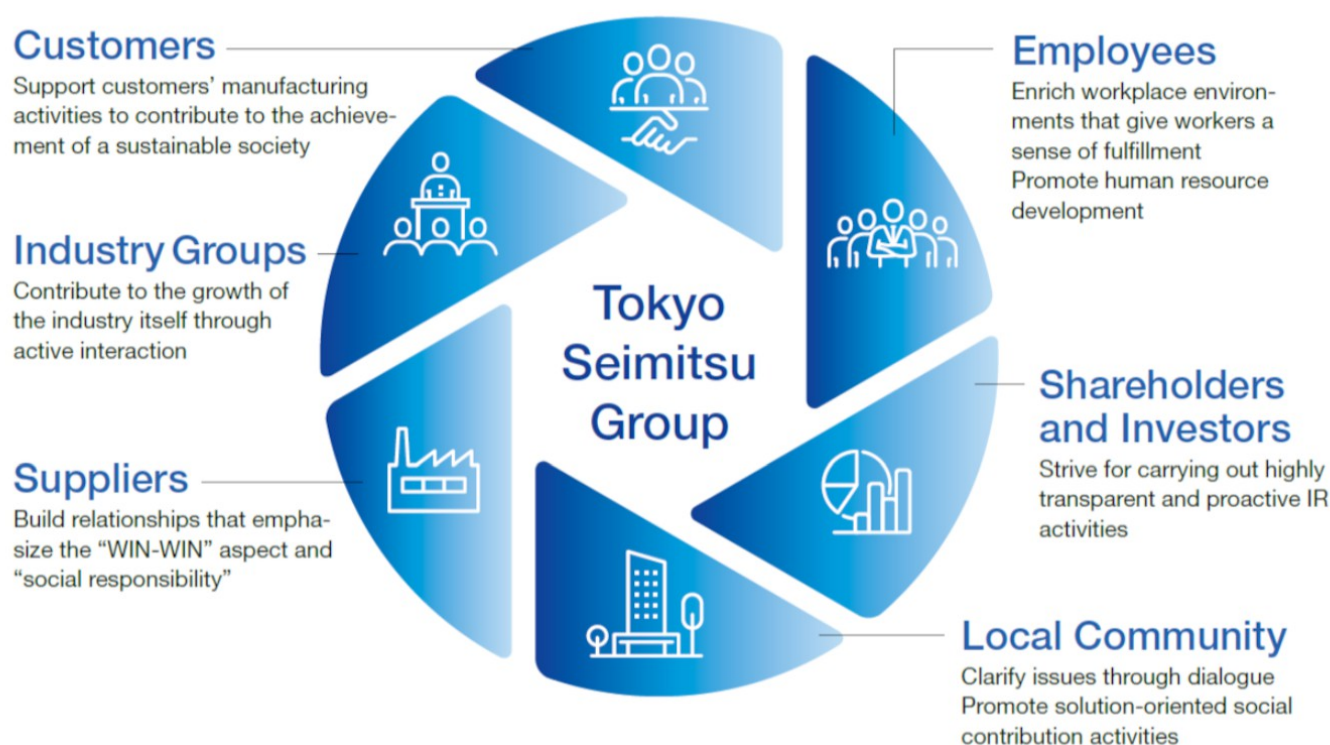 Customers
Support customers’ manufacturing
activities to contribute to the achieve-
ment of a sustainable society
Industry Groups
Contribute to the growth of
the industry itself through
active interaction
Suppliers
Build relationships that empha-
size the “WIN-WIN” aspect and
“social responsibility”
Tokyo
Seimitsu
Group
Employees
Enrich workplace environ-
ments that give workers a
sense of fulfillment
Promote human resource
development
Shareholders
and Investors
Strive for carrying out highly
transparent and proactive IR
activities
Local Community
Clarify issues through dialogue
Promote solution-oriented social
contribution activities